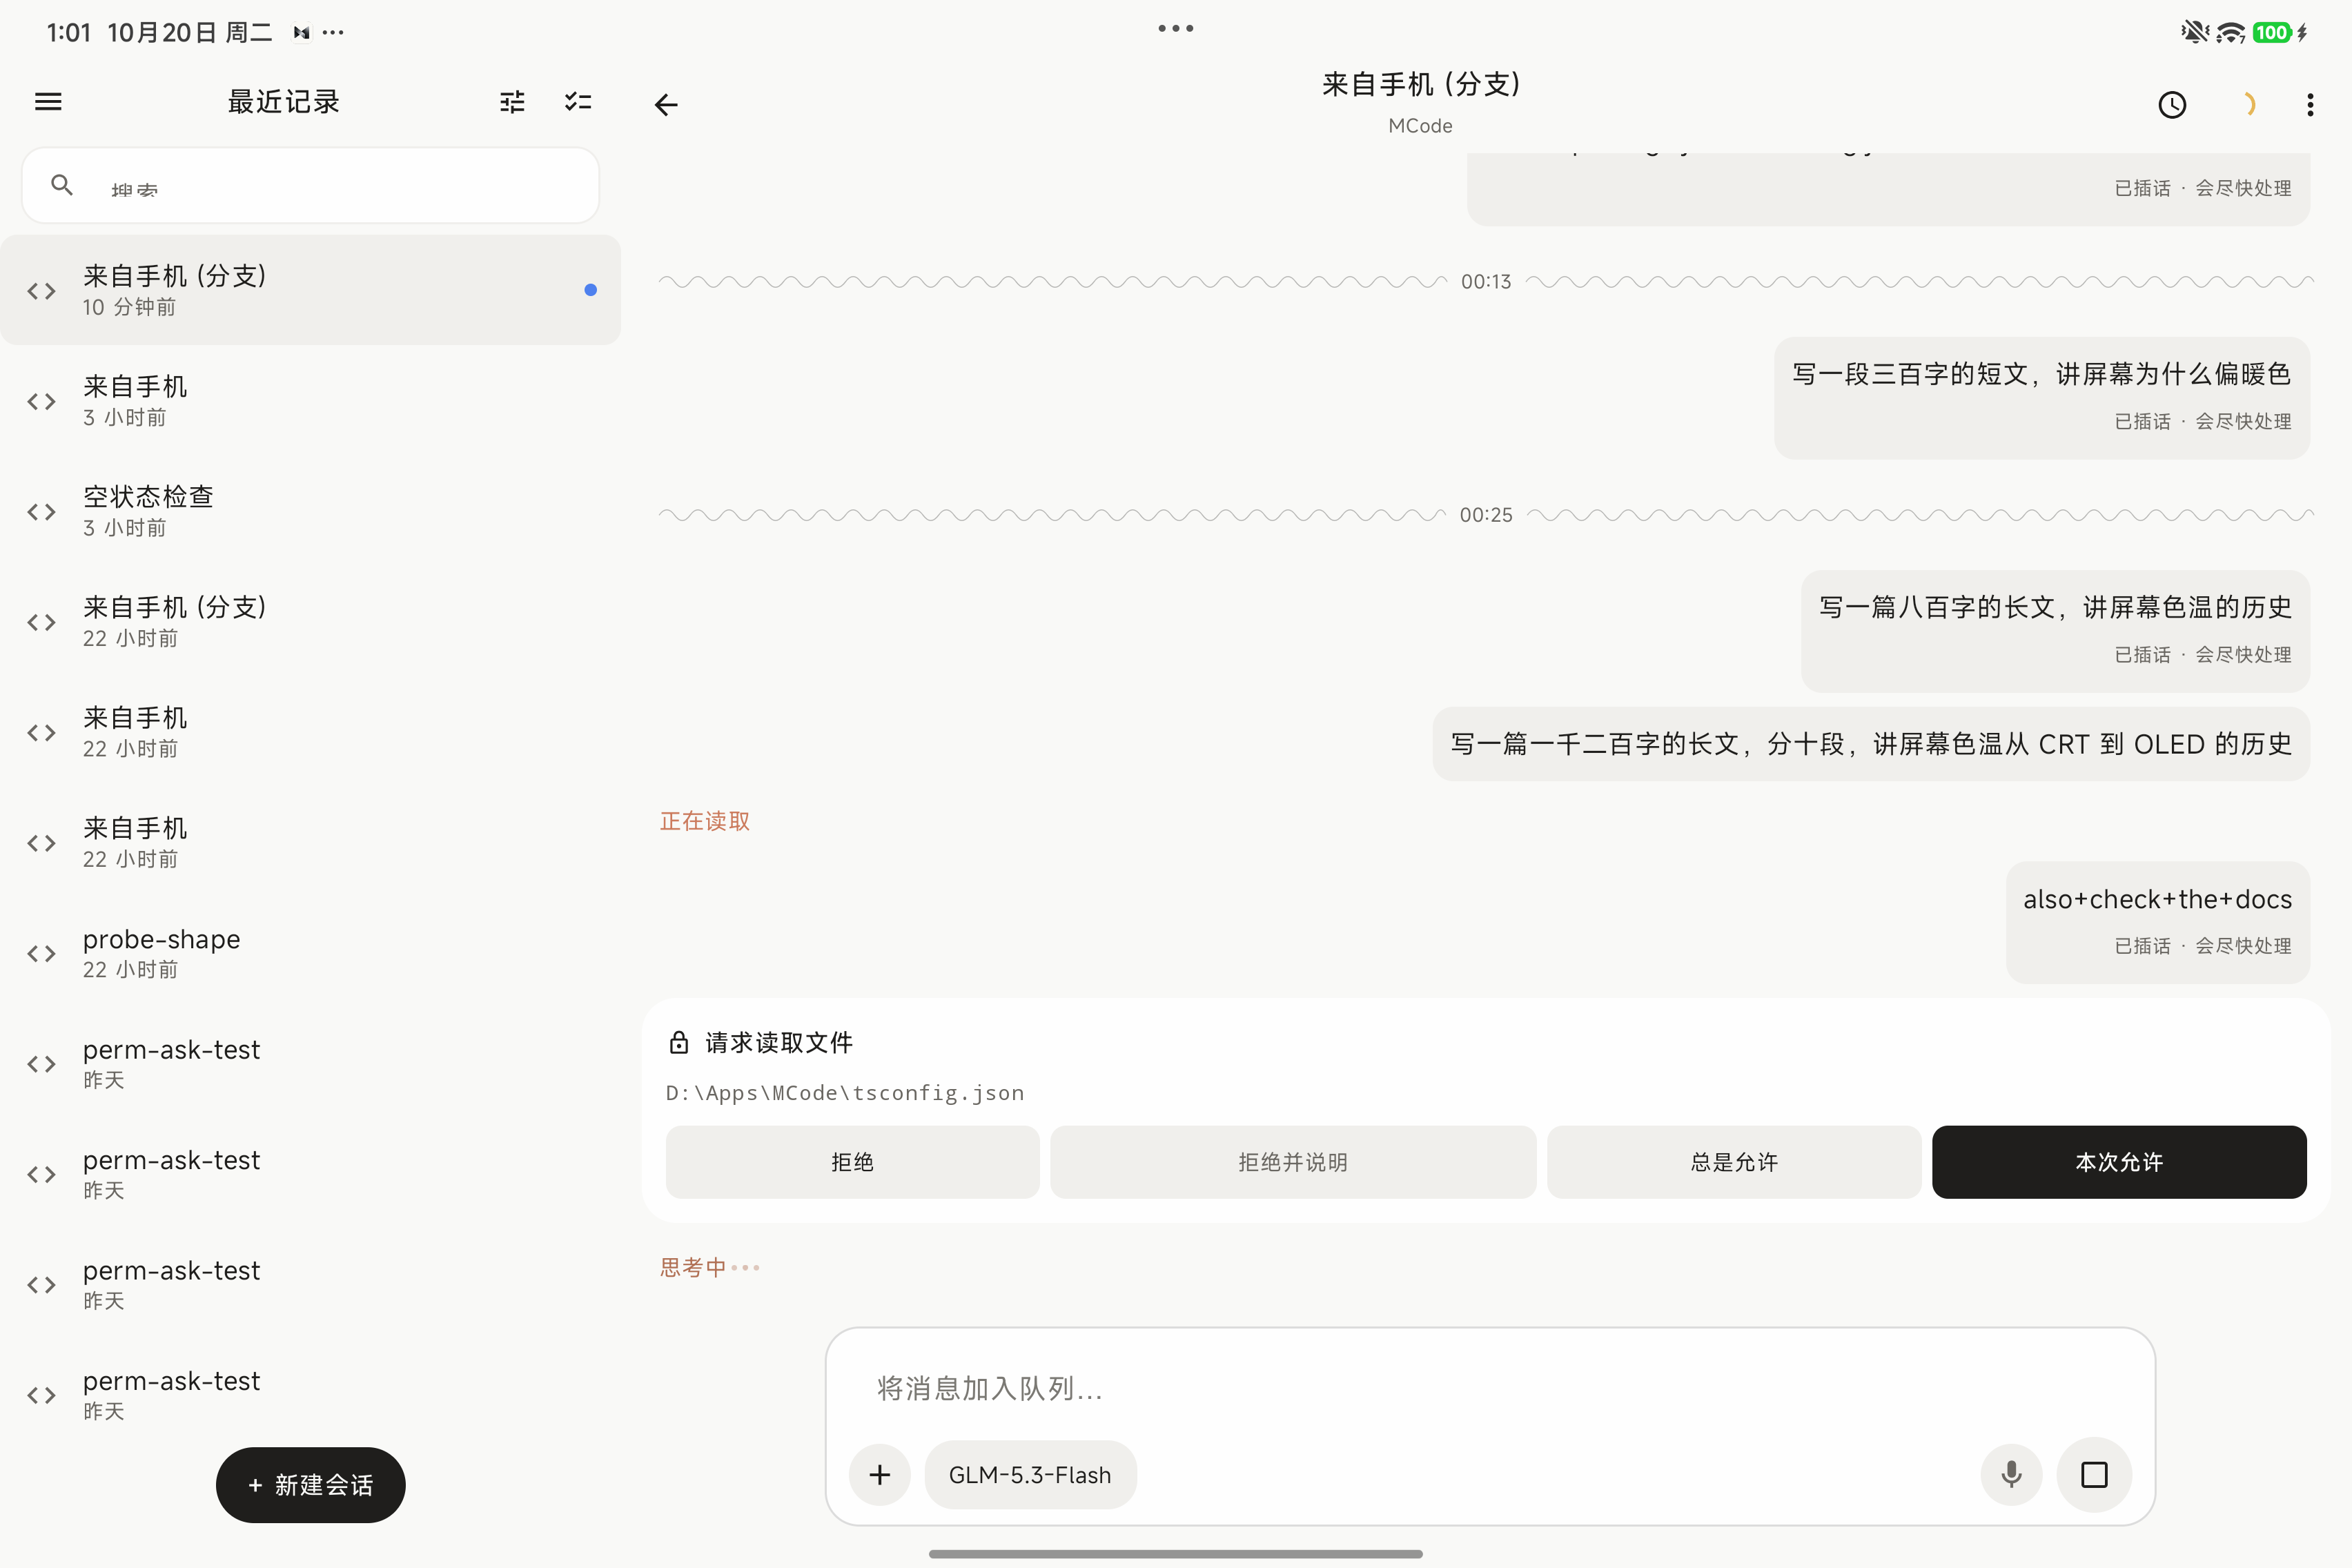 1:01 10月20日 周二
100
最近记录
搜索
来自手机 (分支)
10 分钟前
来自手机
3 小时前
空状态检查
3 小时前
来自手机 (分支)
22 小时前
来自手机
22 小时前
来自手机
22 小时前
probe-shape
22 小时前
perm-ask-test
昨天
perm-ask-test
昨天
perm-ask-test
昨天
perm-ask-test
昨天
+ 新建会话
来自手机 (分支)
MCode
已插话 · 会尽快处理
00:13
写一段三百字的短文，讲屏幕为什么偏暖色
已插话 · 会尽快处理
00:25
写一篇八百字的长文，讲屏幕色温的历史
已插话 · 会尽快处理
写一篇一千二百字的长文，分十段，讲屏幕色温从 CRT 到 OLED 的历史
正在读取
also+check+the+docs
已插话 · 会尽快处理
请求读取文件
D:\Apps\MCode\tsconfig.json
拒绝
拒绝并说明
总是允许
本次允许
思考中
将消息加入队列...
GLM-5.3-Flash